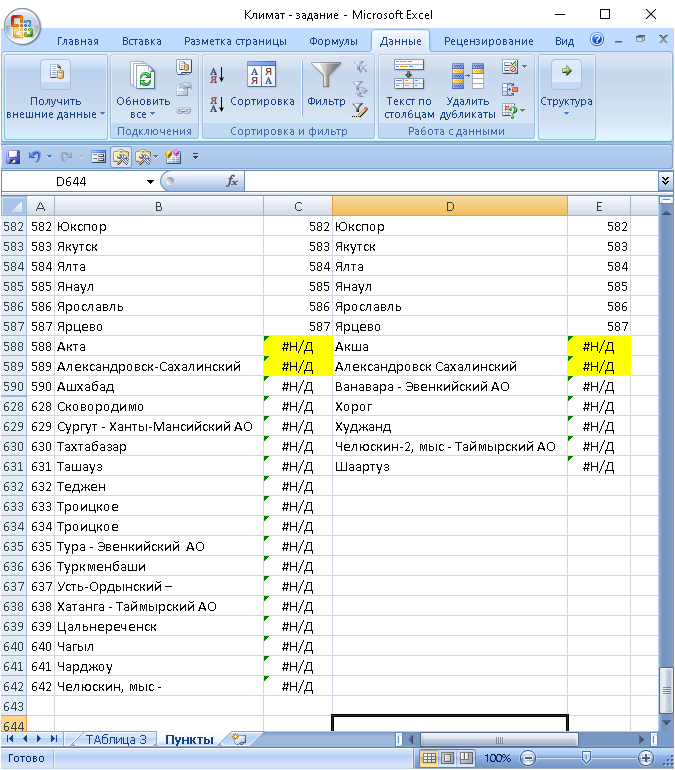 Климат - задание - Microsoft Excel
Главная Вставка Разметка страницы Формулы Данные Рецензирование Вид
Получить внешние данные
Обновить все
Подключения
Сортировка
Фильтр
Сортировка и фильтр
Текст по столбцам
Удалить дубликаты
Работа с данными
Структура
D644 fx
A B C D E
582 582 Юкспор 582 Юкспор 582
583 583 Якутск 583 Якутск 583
584 584 Ялта 584 Ялта 584
585 585 Янаул 585 Янаул 585
586 586 Ярославль 586 Ярославль 586
587 587 Ярцево 587 Ярцево 587
588 588 Акта #Н/Д Акша #Н/Д
589 589 Александровск-Сахалинский #Н/Д Александровск Сахалинский #Н/Д
590 590 Ашхабад #Н/Д Ванавара - Эвенкийский АО #Н/Д
628 628 Сковородимо #Н/Д Хорог #Н/Д
629 629 Сургут - Ханты-Мансийский АО #Н/Д Худжанд #Н/Д
630 630 Тахтабазар #Н/Д Челюскин-2, мыс - Таймырский АО #Н/Д
631 631 Ташауз #Н/Д Шаартуз #Н/Д
632 632 Теджен #Н/Д
633 633 Троицкое #Н/Д
634 634 Троицкое #Н/Д
635 635 Тура - Эвенкийский АО #Н/Д
636 636 Туркменбаши #Н/Д
637 637 Усть-Ордынский – #Н/Д
638 638 Хатанга - Таймырский АО #Н/Д
639 639 Цальнереченск #Н/Д
640 640 Чагыл #Н/Д
641 641 Чарджоу #Н/Д
642 642 Челюскин, мыс - #Н/Д
643
644
ТАблица 3 Пункты
Готово 100%